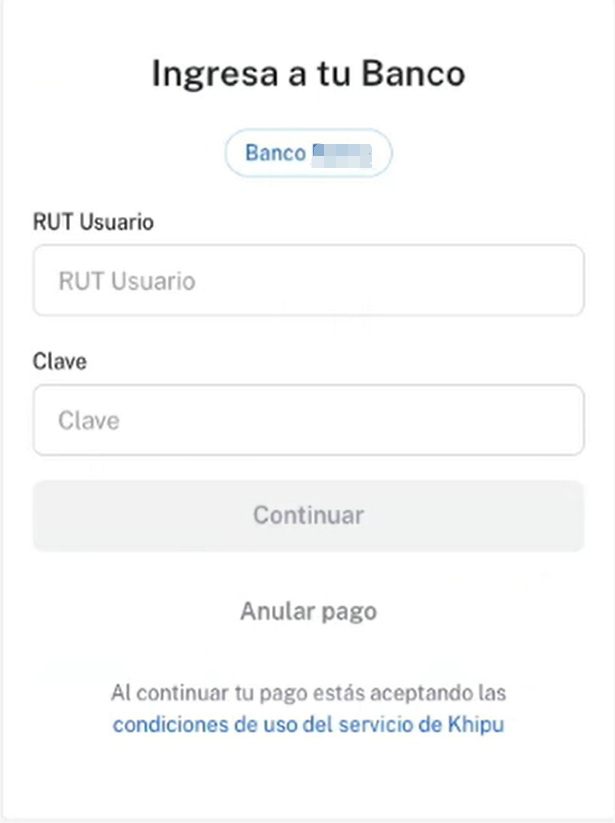 Ingresa a tu Banco
Banco
RUT Usuario
RUT Usuario
Clave
Clave
Continuar
Anular pago
Al continuar tu pago estás aceptando las
condiciones de uso del servicio de Khipu